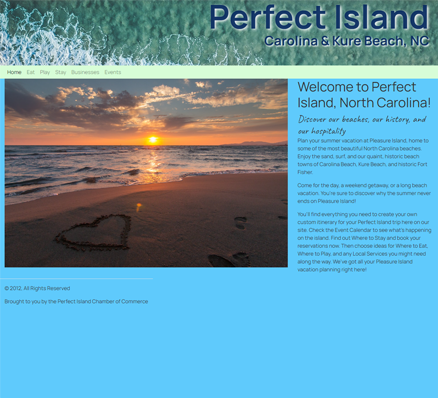 Perfect Island
Carolina & Kure Beach, NC
Home Eat Play Stay Businesses Events
Welcome to Perfect
Island, North Carolina!
Discover our beaches, our history, and
our hospitality
Plan your summer vacation at Pleasure Island, home to
some of the most beautiful North Carolina beaches.
Enjoy the sand, surf, and our quaint, historic beach
towns of Carolina Beach, Kure Beach, and historic Fort
Fisher.
Come for the day, a weekend getaway, or a long beach
vacation. You're sure to discover why the summer never
ends on Pleasure Island!
You'll find everything you need to create your own
custom itinerary for your Perfect Island trip here on our
site. Check the Event Calendar to see what's happening
on the island. Find out Where to Stay and book your
reservations now. Then choose ideas for Where to Eat,
Where to Play, and any Local Services you might need
along the way. We've got all your Pleasure Island
vacation planning right here!
© 2012, All Rights Reserved
Brought to you by the Perfect Island Chamber of Commerce